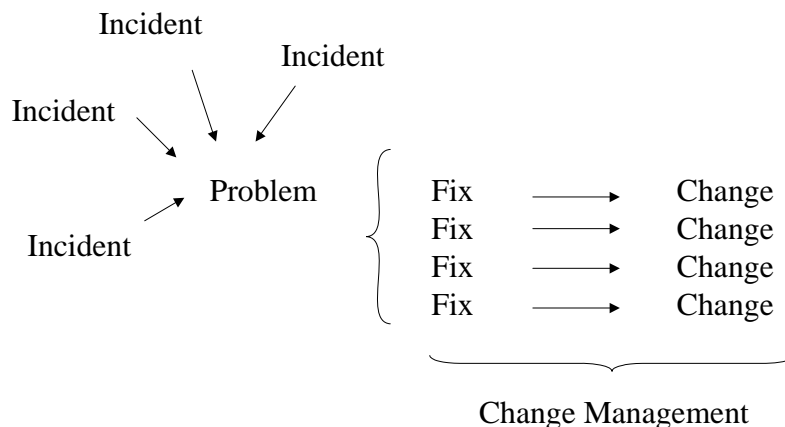 Incident
Incident
Incident
Problem
Incident
Fix Change
Fix Change
Fix Change
Fix Change
Change Management